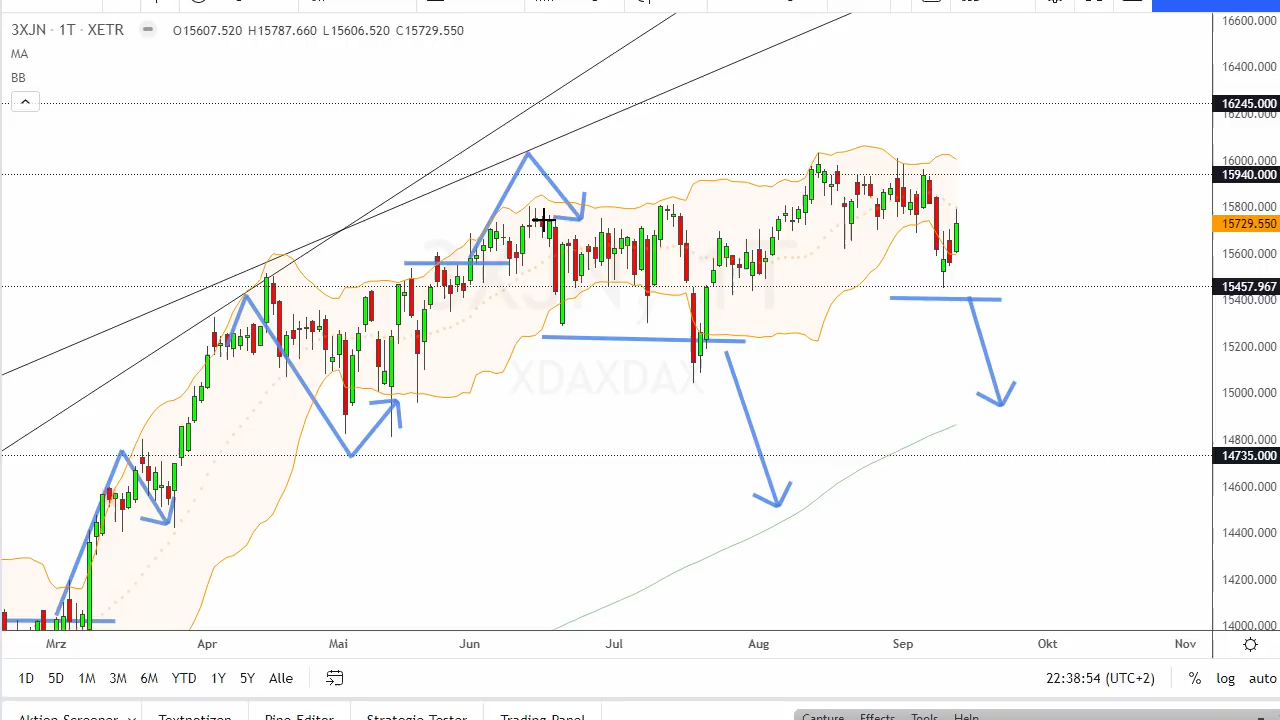 3XJN · 1T · XETR O15607.520 H15787.660 L15606.520 C15729.550
MA
BB
16600.000
16400.000
16245.000
16200.000
16000.000
15940.000
15800.000
15729.550
15600.000
15457.967
15400.000
15200.000
15000.000
14800.000
14735.000
14600.000
14400.000
14200.000
14000.000
XDAXDAX
Mrz Apr Mai Jun Jul Aug Sep Okt Nov
1D 5D 1M 3M 6M YTD 1Y 5Y Alle 22:38:54 (UTC+2) % log auto
Aktien Screener Textnotizen Pine Editor Strategie Tester Trading Panel Capture Effects Tools Help